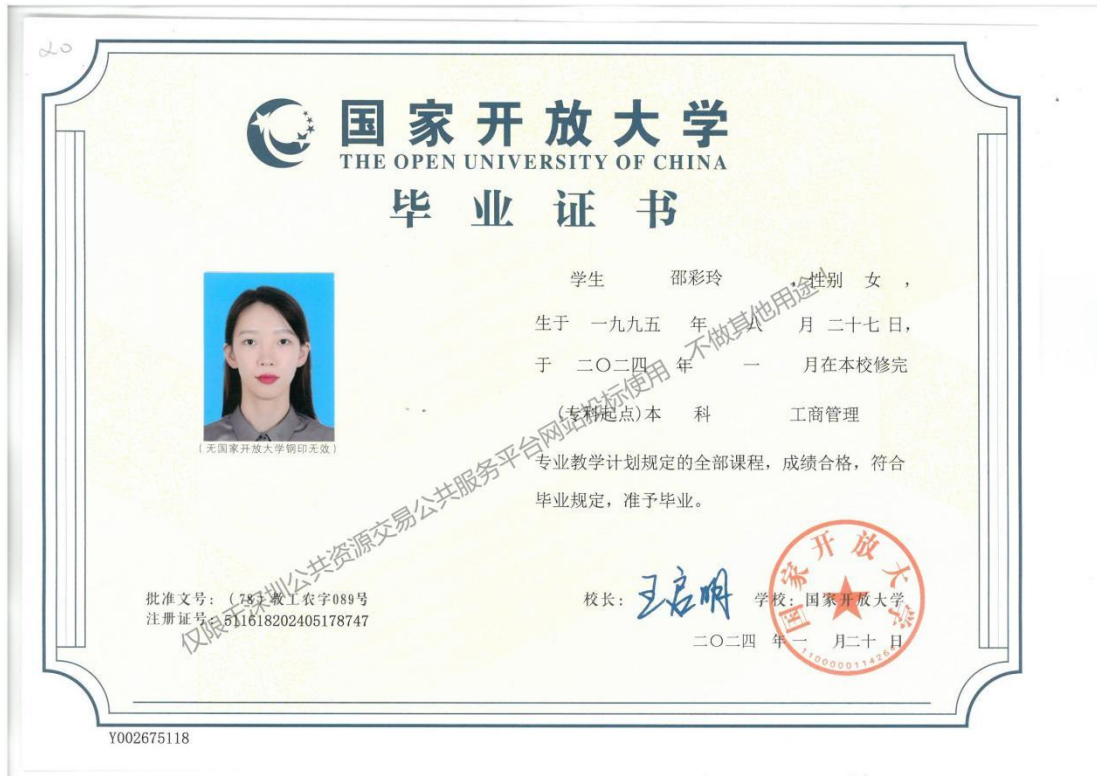 20
国家开放大学
THE OPEN UNIVERSITY OF CHINA
毕业证书
学生 邵彩玲 ,性别 女 ,
生于 一九九五 年 八 月 二十七 日,
于 二〇二四 年 一 月在本校修完
(专科起点)本 科 工商管理
专业教学计划规定的全部课程，成绩合格，符合
毕业规定，准予毕业。
(无国家开放大学钢印无效)
仅限于深圳公共资源交易公共服务平台网站投标使用，不做其他用途！
批准文号：(78)教工农字089号
注册证号：511618202405178747
校长：王启明 学校：国家开放大学
二〇二四 年 一 月二十 日
国家开放大学
Y002675118